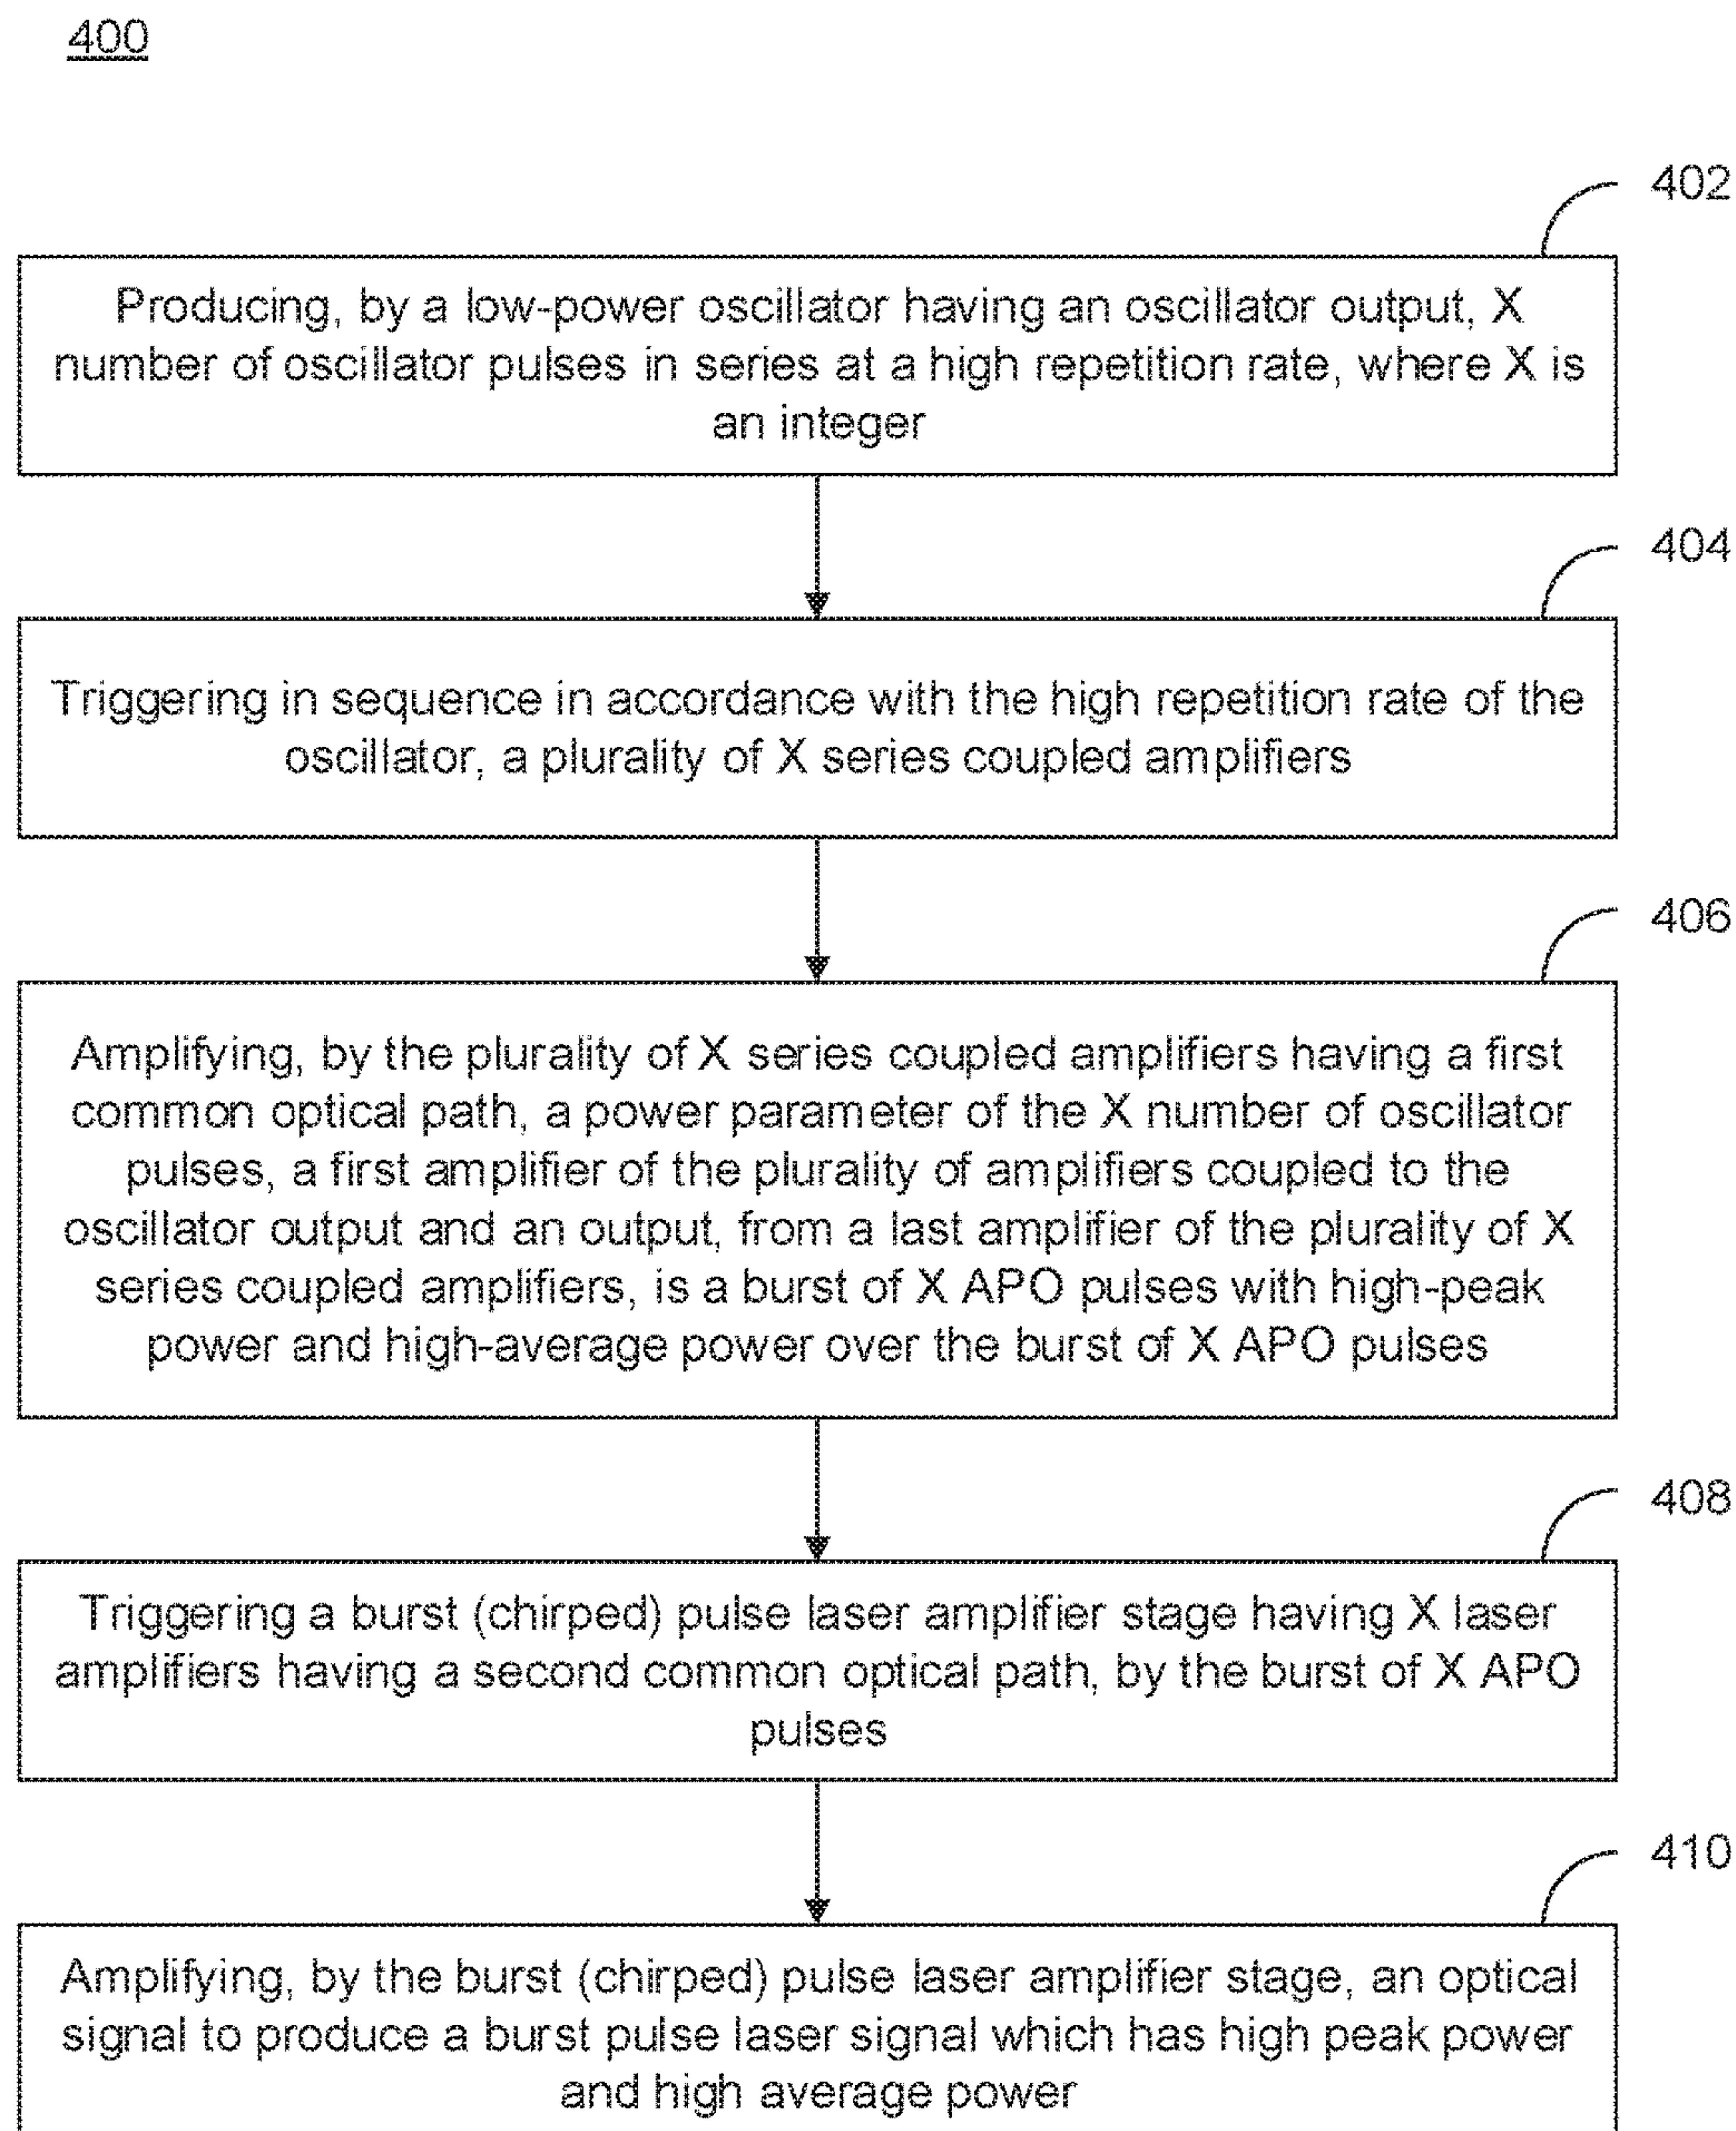 400
402
Producing, by a low-power oscillator having an oscillator output, X
number of oscillator pulses in series at a high repetition rate, where X is
an integer
404
Triggering in sequence in accordance with the high repetition rate of the
oscillator, a plurality of X series coupled amplifiers
406
Amplifying, by the plurality of X series coupled amplifiers having a first
common optical path, a power parameter of the X number of oscillator
pulses, a first amplifier of the plurality of amplifiers coupled to the
oscillator output and an output, from a last amplifier of the plurality of X
series coupled amplifiers, is a burst of X APO pulses with high-peak
power and high-average power over the burst of X APO pulses
408
Triggering a burst (chirped) pulse laser amplifier stage having X laser
amplifiers having a second common optical path, by the burst of X APO
pulses
410
Amplifying, by the burst (chirped) pulse laser amplifier stage, an optical
signal to produce a burst pulse laser signal which has high peak power
and high average power